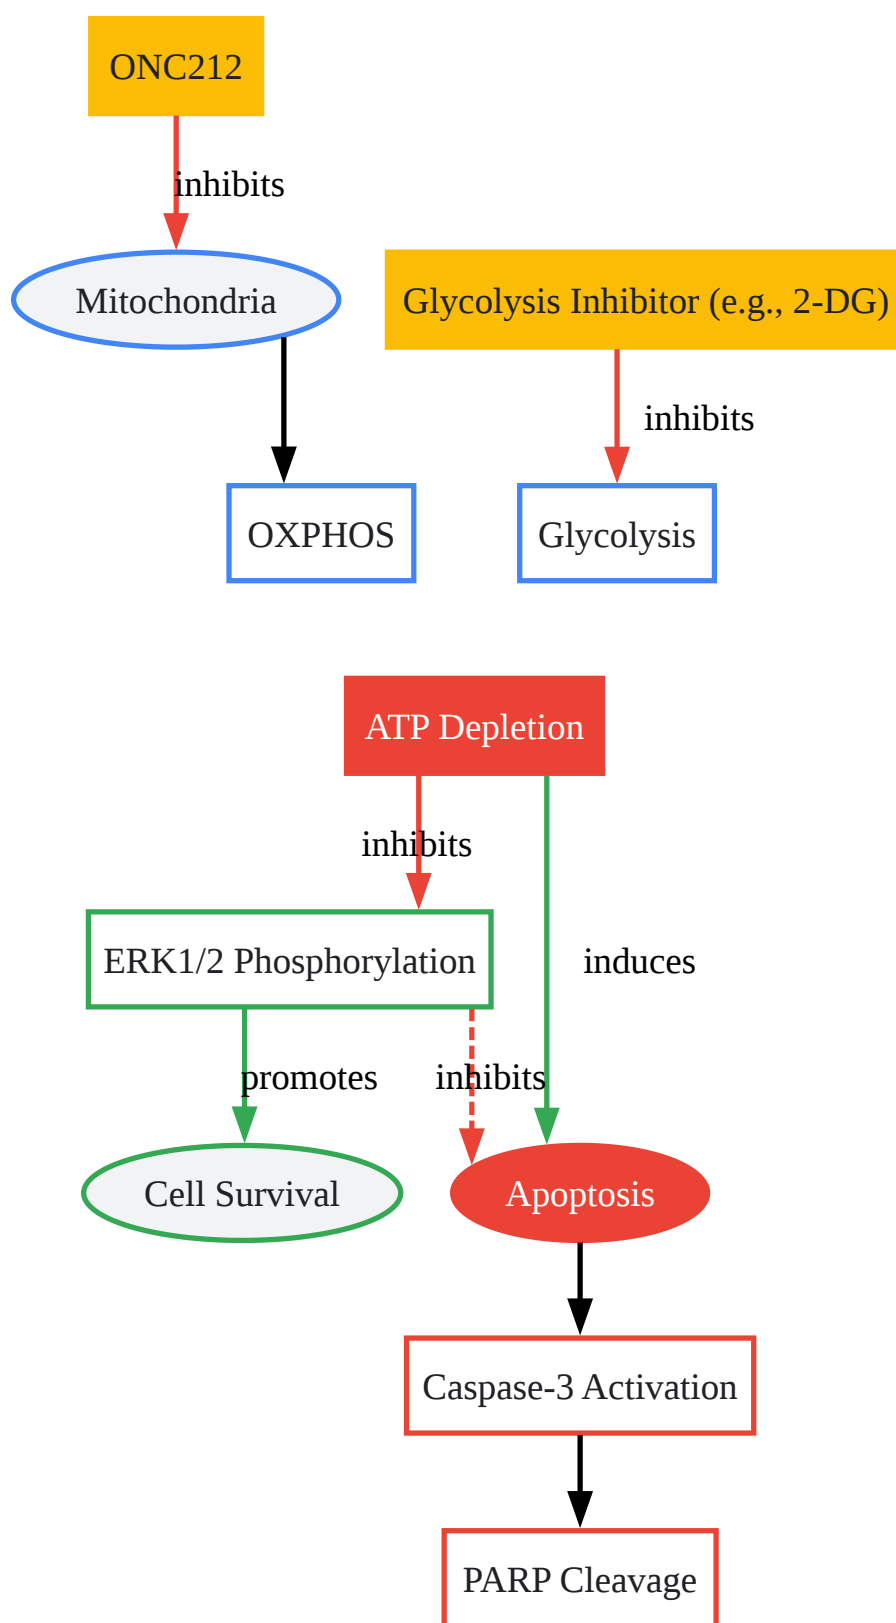 ONC212
inhibits
Mitochondria
Glycolysis Inhibitor (e.g., 2-DG)
inhibits
OXPHOS
Glycolysis
ATP Depletion
inhibits
ERK1/2 Phosphorylation
induces
promotes
inhibits
Cell Survival
Apoptosis
Caspase-3 Activation
PARP Cleavage